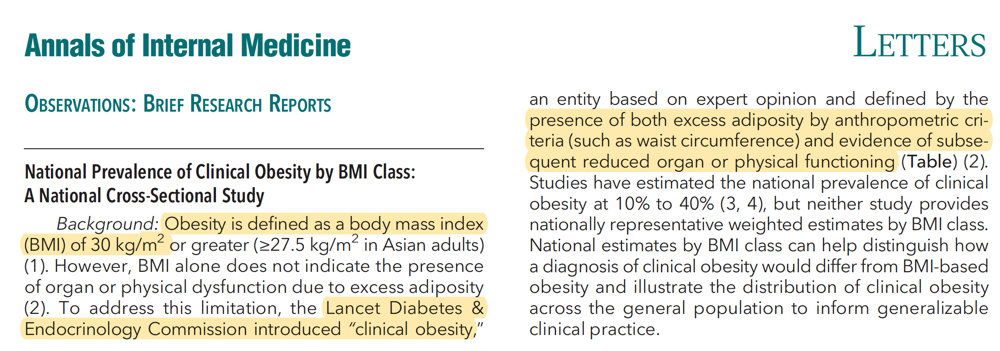 Annals of Internal Medicine
LETTERS
OBSERVATIONS: BRIEF RESEARCH REPORTS
National Prevalence of Clinical Obesity by BMI Class:
A National Cross-Sectional Study
Background: Obesity is defined as a body mass index
(BMI) of 30 kg/m² or greater (≥27.5 kg/m² in Asian adults)
(1). However, BMI alone does not indicate the presence
of organ or physical dysfunction due to excess adiposity
(2). To address this limitation, the Lancet Diabetes &
Endocrinology Commission introduced “clinical obesity,”
an entity based on expert opinion and defined by the
presence of both excess adiposity by anthropometric cri-
teria (such as waist circumference) and evidence of subse-
quent reduced organ or physical functioning (Table) (2).
Studies have estimated the national prevalence of clinical
obesity at 10% to 40% (3, 4), but neither study provides
nationally representative weighted estimates by BMI class.
National estimates by BMI class can help distinguish how
a diagnosis of clinical obesity would differ from BMI-based
obesity and illustrate the distribution of clinical obesity
across the general population to inform generalizable
clinical practice.